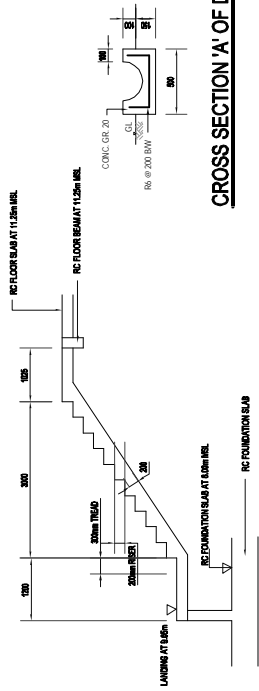 RC FLOOR SLAB AT 11.25m MSL
RC FLOOR BEAM AT 11.25m MSL
1025
3000
1200
300mm TREAD
200mm RISER
200
LANDING AT 9.65m
RC FOUNDATION SLAB AT 8.00m MSL
RC FOUNDATION SLAB
100
CONC. GR. 20
GL
R6 @ 200 B/W
500
CROSS SECTION 'A' OF D